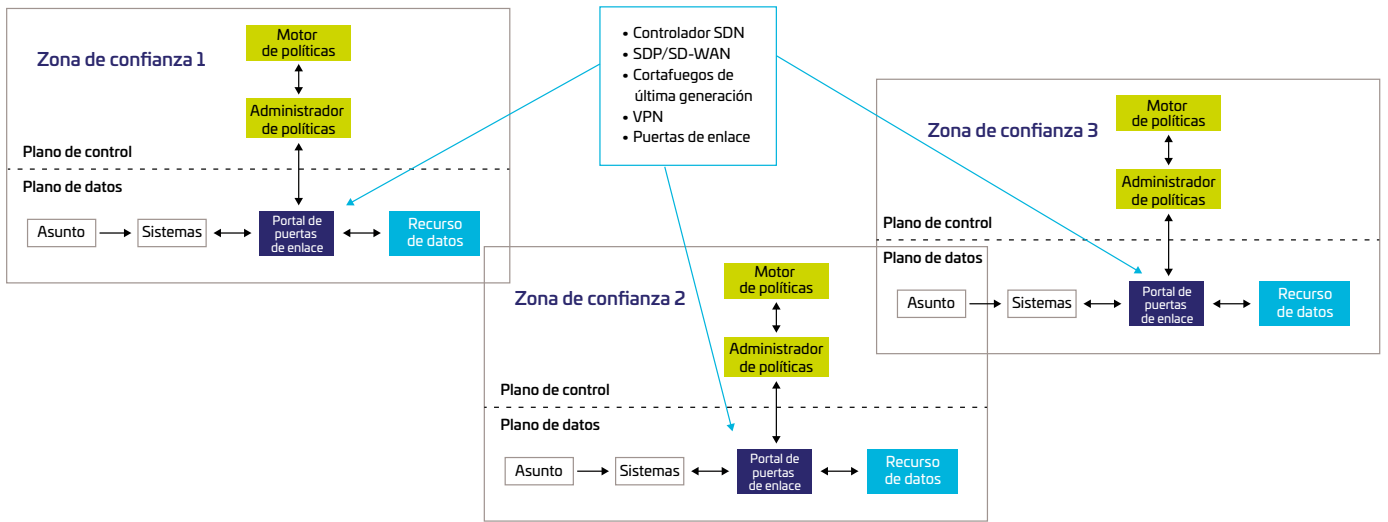 Zona de confianza 1
Motor
de políticas
Administrador
de políticas
Plano de control
Plano de datos
Asunto
Sistemas
Portal de
puertas
de enlace
Recurso
de datos
• Controlador SDN
• SDP/SD-WAN
• Cortafuegos de
última generación
• VPN
• Puertas de enlace
Zona de confianza 2
Motor
de políticas
Administrador
de políticas
Plano de control
Plano de datos
Asunto
Sistemas
Portal de
puertas
de enlace
Recurso
de datos
Zona de confianza 3
Motor
de políticas
Administrador
de políticas
Plano de control
Plano de datos
Asunto
Sistemas
Portal de
puertas
de enlace
Recurso
de datos